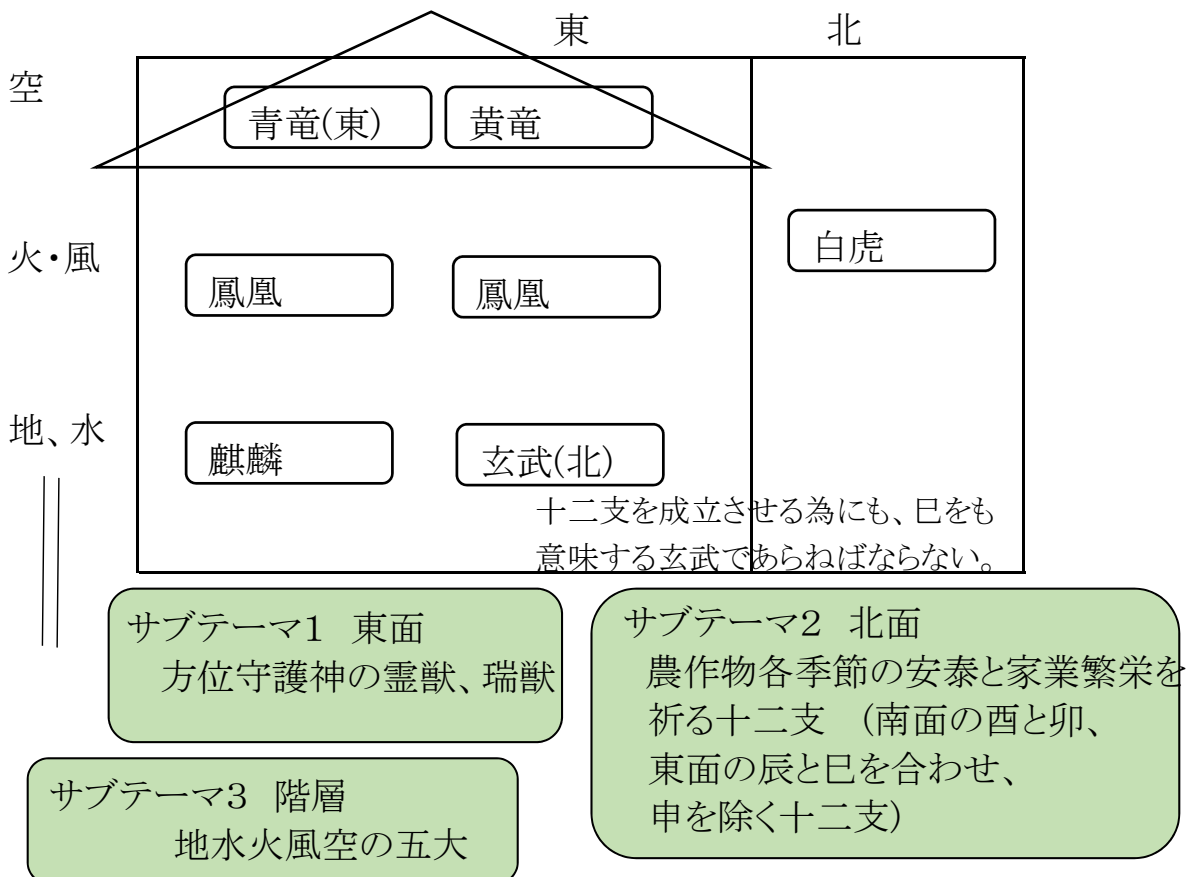 東 北
空
青竜(東) 黄竜
白虎
火・風
鳳凰 鳳凰
地、水
麒麟 玄武(北)
十二支を成立させる為にも、巳をも
意味する玄武であらねばならない。
サブテーマ1 東面
方位守護神の霊獣、瑞獣
サブテーマ2 北面
農作物各季節の安泰と家業繁栄を
祈る十二支 (南面の酉と卯、
東面の辰と巳を合わせ、
申を除く十二支)
サブテーマ3 階層
地水火風空の五大